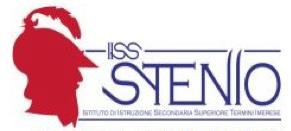 IISS
STENIO
ISTITUTO DI ISTRUZIONE SECONDARIA SUPERIORE TERMINI IMERESE